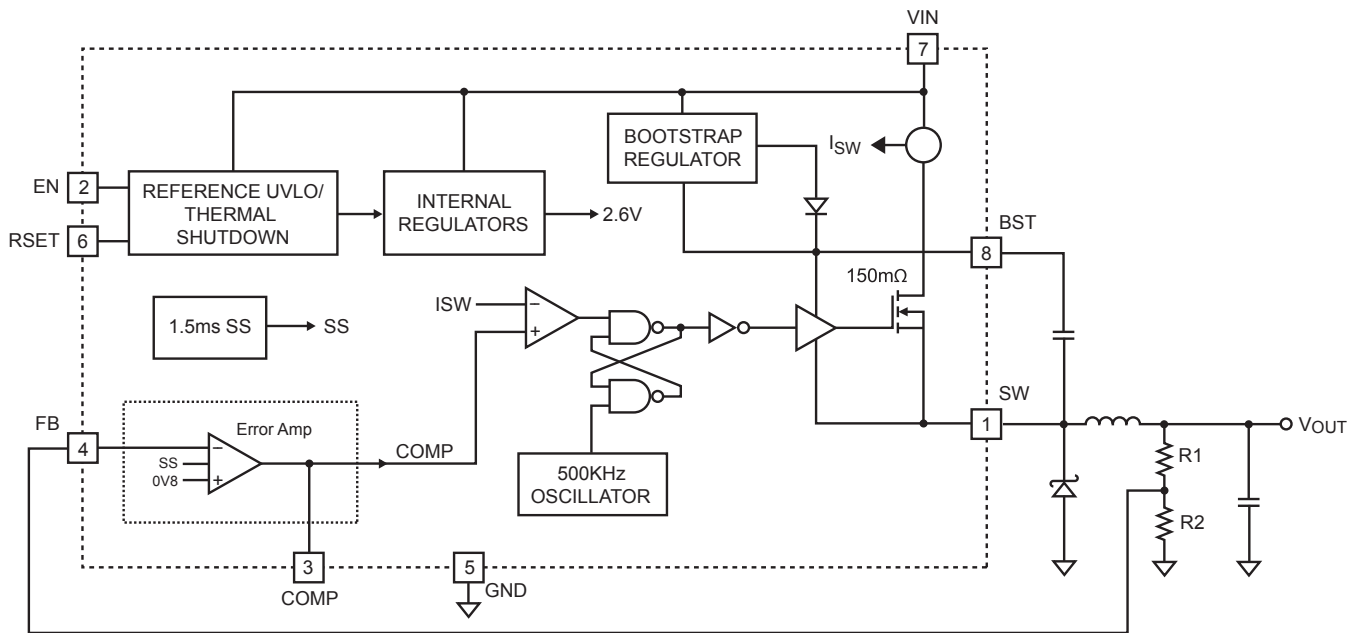 VIN
7
BOOTSTRAP
REGULATOR
ISW
EN
2
REFERENCE UVLO/
THERMAL
SHUTDOWN
INTERNAL
REGULATORS
2.6V
RSET
6
BST
8
150mΩ
1.5ms SS
SS
ISW
−
+
SW
1
FB
4
Error Amp
−
SS
0V8
+
COMP
500KHz
OSCILLATOR
VOUT
R1
R2
3
COMP
5
GND